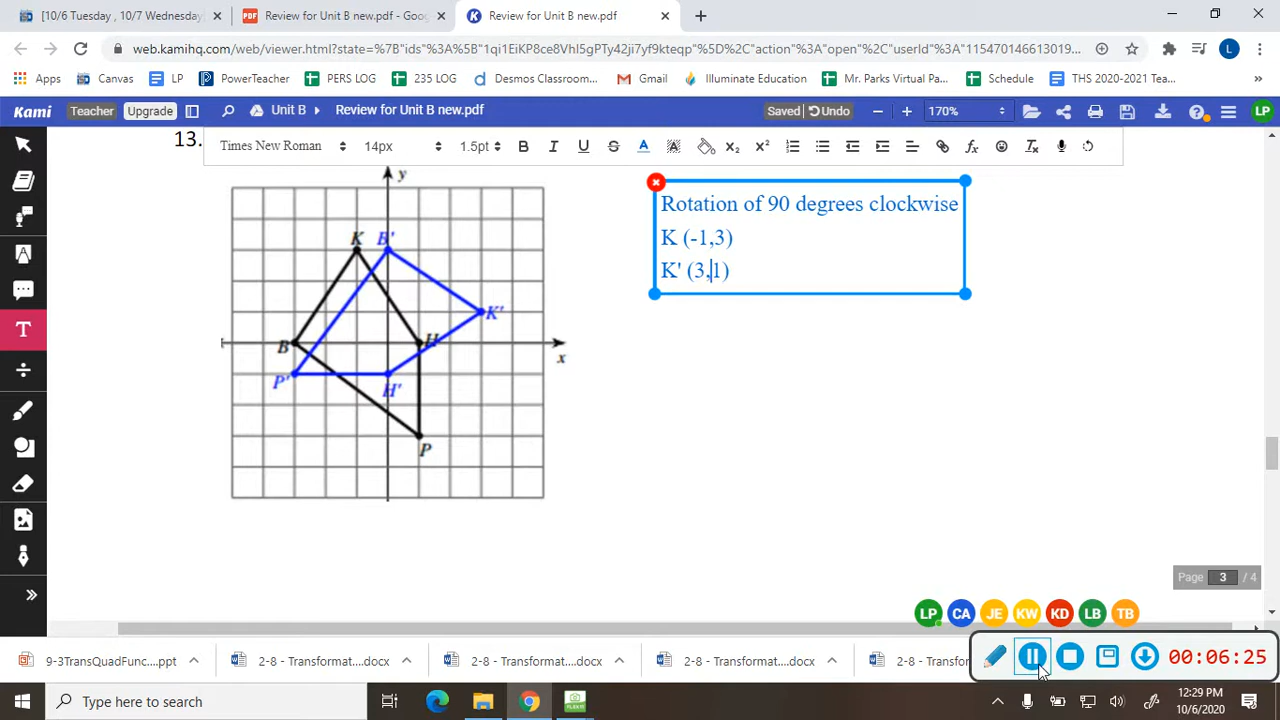 [10/6 Tuesday , 10/7 Wednesday
Review for Unit B new.pdf - Goog
Review for Unit B new.pdf
web.kamihq.com/web/viewer.html?state=%7B"ids"%3A%5B"1qi1EiKP8ce8Vhl5gPTy42ji7yf9kteqp"%5D%2C"action"%3A"open"%2C"userId"%3A"115470146613019...
Apps
Canvas
LP
PowerTeacher
PERS LOG
235 LOG
Desmos Classroom...
Gmail
Illuminate Education
Mr. Parks Virtual Pa...
Schedule
THS 2020-2021 Tea...
Kami
Teacher
Upgrade
Unit B
Review for Unit B new.pdf
Saved
Undo
170%
LP
13.
Times New Roman
14px
1.5pt
y
K
B'
K'
B
H
x
P'
H'
P
Rotation of 90 degrees clockwise
K (-1,3)
K' (3,1)
Page 3 / 4
LP CA JE KW KD LB TB
9-3TransQuadFunc....ppt
2-8 - Transformat....docx
2-8 - Transformat....docx
2-8 - Transformat....docx
2-8 - Transfor
00:06:25
Type here to search
12:29 PM
10/6/2020